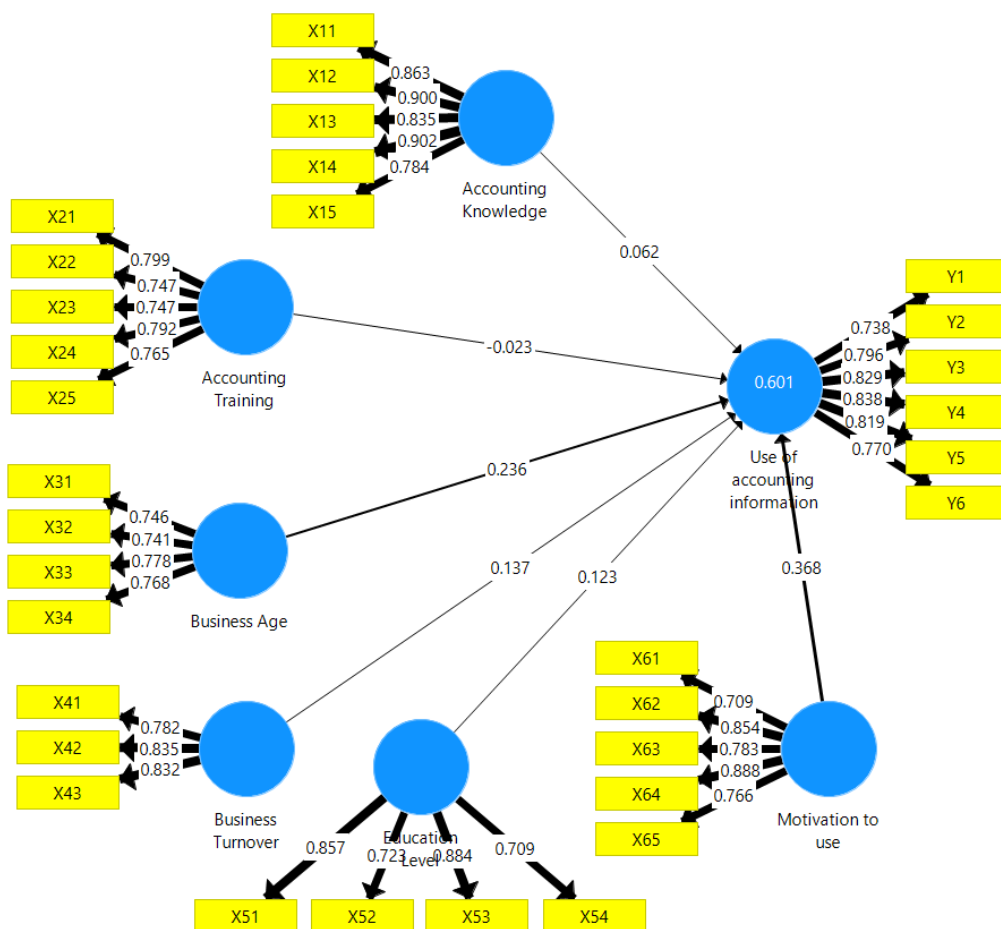 X11
X12
X13
X14
X15
0.863
0.900
0.835
0.902
0.784
Accounting
Knowledge
0.062
X21
X22
X23
X24
X25
0.799
0.747
0.747
0.792
0.765
Accounting
Training
-0.023
Y1
Y2
Y3
Y4
Y5
Y6
0.738
0.796
0.829
0.838
0.819
0.770
0.601
Use of
accounting
information
X31
X32
X33
X34
0.746
0.741
0.778
0.768
Business Age
0.236
0.137
0.123
0.368
X41
X42
X43
0.782
0.835
0.832
Business
Turnover
Education
Level
0.857
0.723
0.884
0.709
X51
X52
X53
X54
X61
X62
X63
X64
X65
0.709
0.854
0.783
0.888
0.766
Motivation to
use